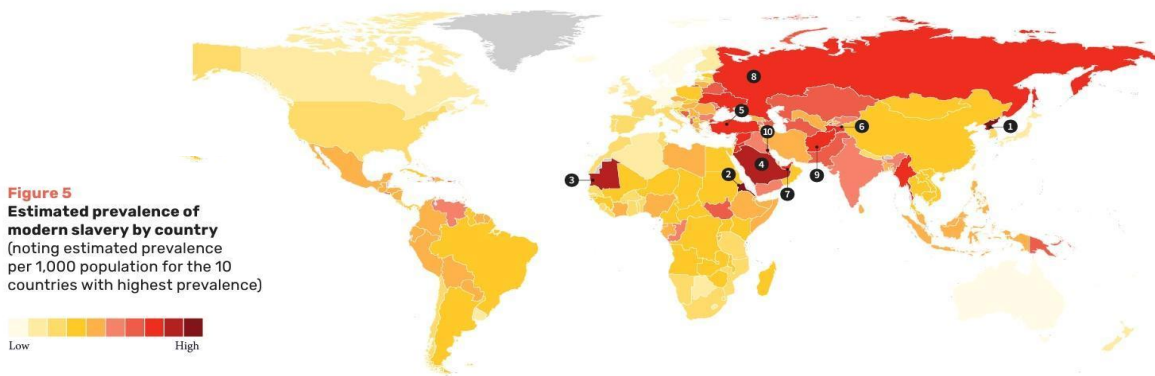 8
5
10
6
1
4
2
3
7
9
Figure 5
Estimated prevalence of
modern slavery by country
(noting estimated prevalence
per 1,000 population for the 10
countries with highest prevalence)
Low High